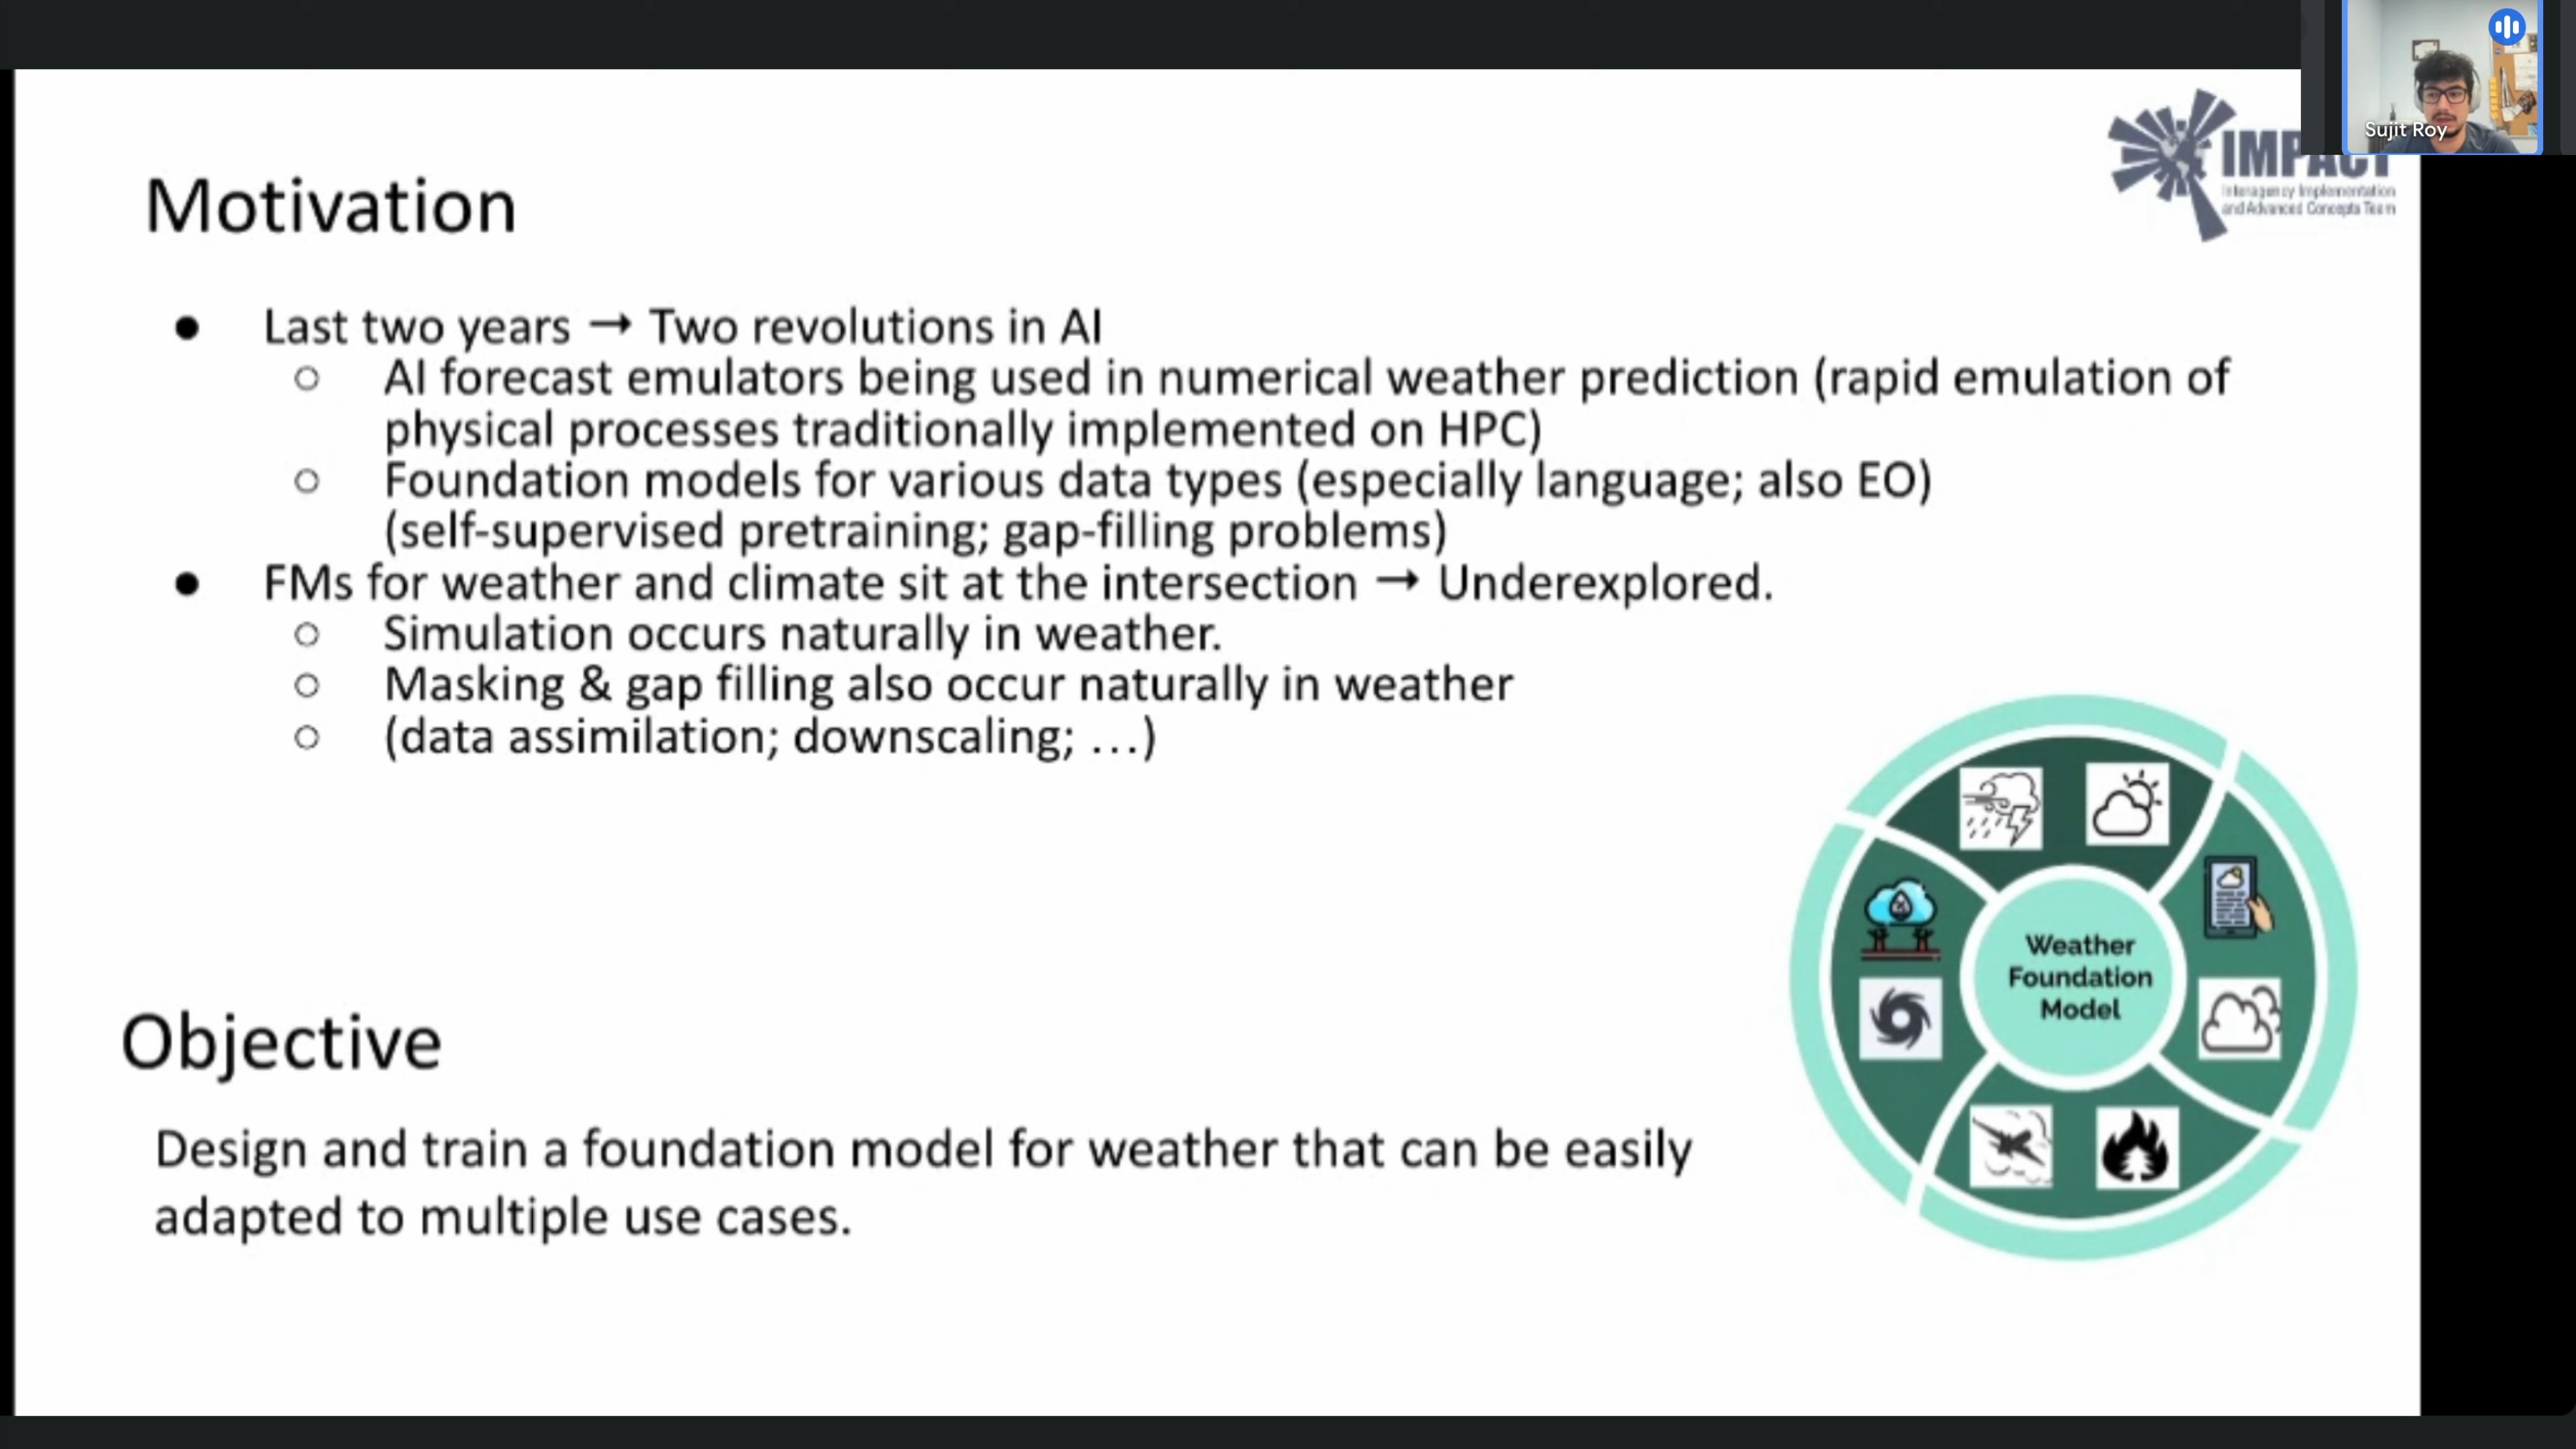 Sujit Roy
IMPACT
Interagency Implementation
and Advanced Concepts Team
Motivation
● Last two years → Two revolutions in AI
○ AI forecast emulators being used in numerical weather prediction (rapid emulation of
physical processes traditionally implemented on HPC)
○ Foundation models for various data types (especially language; also EO)
(self-supervised pretraining; gap-filling problems)
● FMs for weather and climate sit at the intersection → Underexplored.
○ Simulation occurs naturally in weather.
○ Masking & gap filling also occur naturally in weather
○ (data assimilation; downscaling; …)
Weather
Foundation
Model
Objective
Design and train a foundation model for weather that can be easily
adapted to multiple use cases.